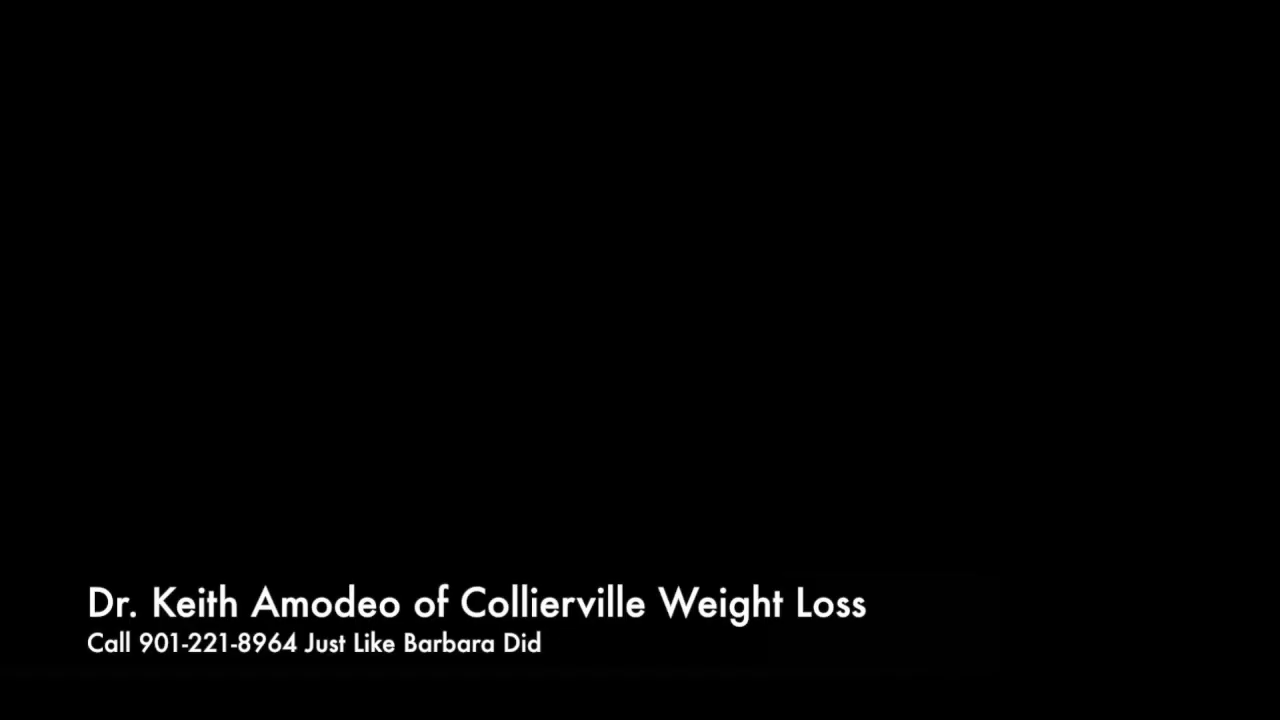 Dr. Keith Amodeo of Collierville Weight Loss
Call 901-221-8964 Just Like Barbara Did